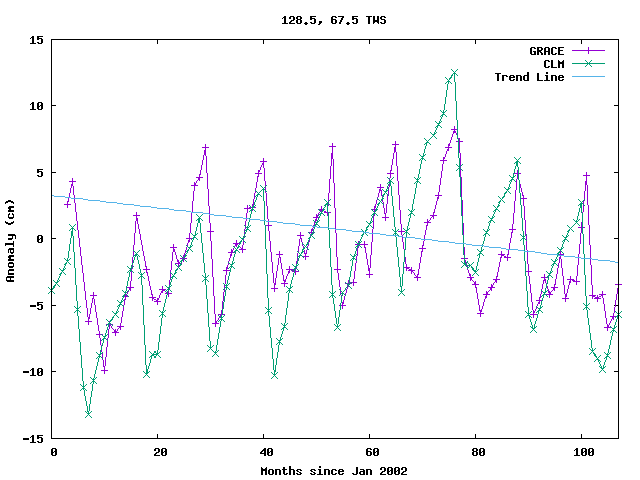 128.5, 67.5 TWS
GRACE
CLM
Trend Line
Anomaly (cm)
15
10
5
0
-5
-10
-15
0 20 40 60 80 100
Months since Jan 2002